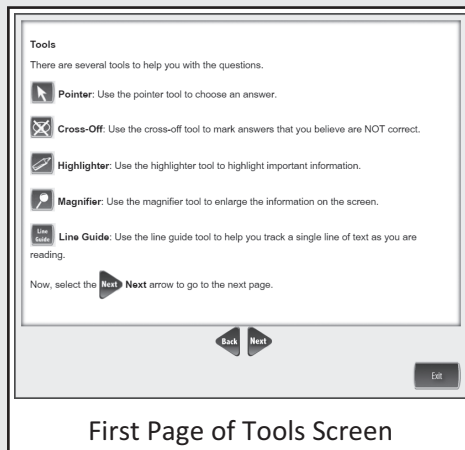 Tools
There are several tools to help you with the questions.
Pointer: Use the pointer tool to choose an answer.
Cross-Off: Use the cross-off tool to mark answers that you believe are NOT correct.
Highlighter: Use the highlighter tool to highlight important information.
Magnifier: Use the magnifier tool to enlarge the information on the screen.
Line Guide Line Guide: Use the line guide tool to help you track a single line of text as you are
reading.
Now, select the Next Next arrow to go to the next page.
Back Next
Exit
First Page of Tools Screen